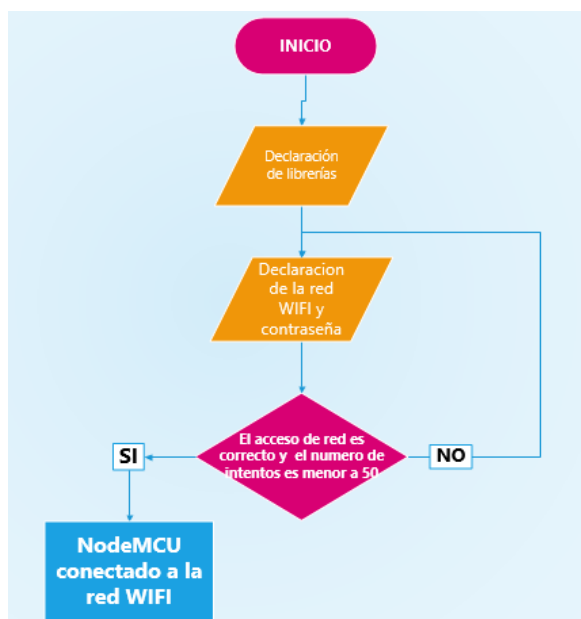 INICIO
Declaración
de librerías
Declaracion
de la red
WIFI y
contraseña
El acceso de red es
correcto y el numero de
intentos es menor a 50
SI
NO
NodeMCU
conectado a la
red WIFI